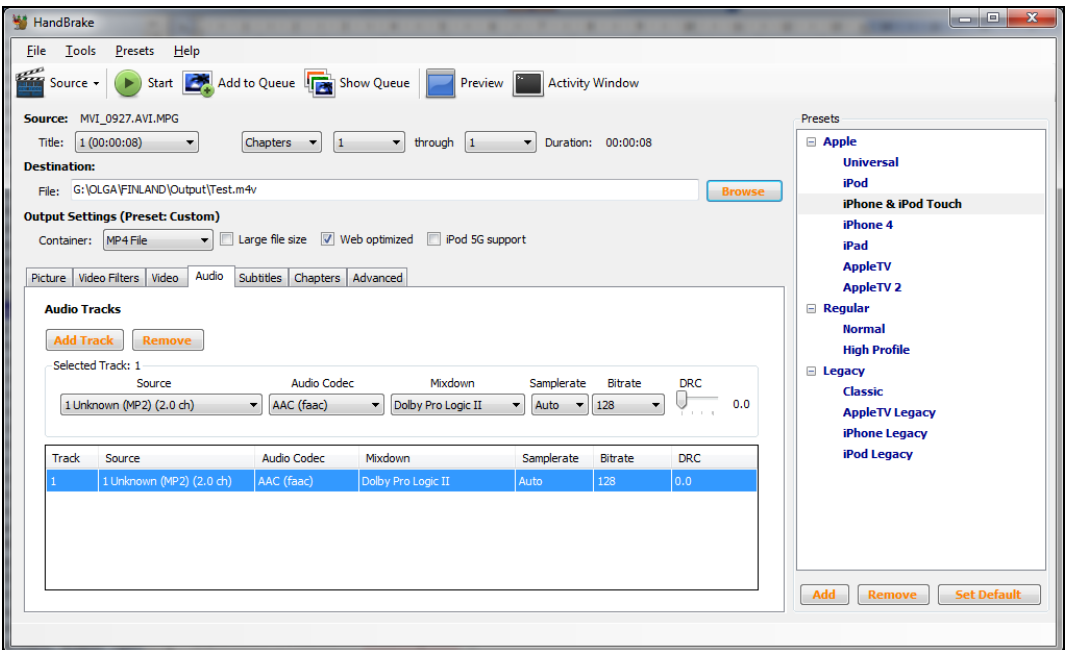 HandBrake
File Tools Presets Help
Source Start Add to Queue Show Queue Preview Activity Window
Source: MVI_0927.AVI.MPG
Title: 1 (00:00:08) Chapters 1 through 1 Duration: 00:00:08
Destination:
File: G:\OLGA\FINLAND\Output\Test.m4v Browse
Output Settings (Preset: Custom)
Container: MP4 File Large file size Web optimized iPod 5G support
Picture Video Filters Video Audio Subtitles Chapters Advanced
Audio Tracks
Add Track Remove
Selected Track: 1
Source Audio Codec Mixdown Samplerate Bitrate DRC
1 Unknown (MP2) (2.0 ch) AAC (faac) Dolby Pro Logic II Auto 128 0.0
Track Source Audio Codec Mixdown Samplerate Bitrate DRC
1 1 Unknown (MP2) (2.0 ch) AAC (faac) Dolby Pro Logic II Auto 128 0.0
Presets
Apple
Universal
iPod
iPhone & iPod Touch
iPhone 4
iPad
AppleTV
AppleTV 2
Regular
Normal
High Profile
Legacy
Classic
AppleTV Legacy
iPhone Legacy
iPod Legacy
Add Remove Set Default